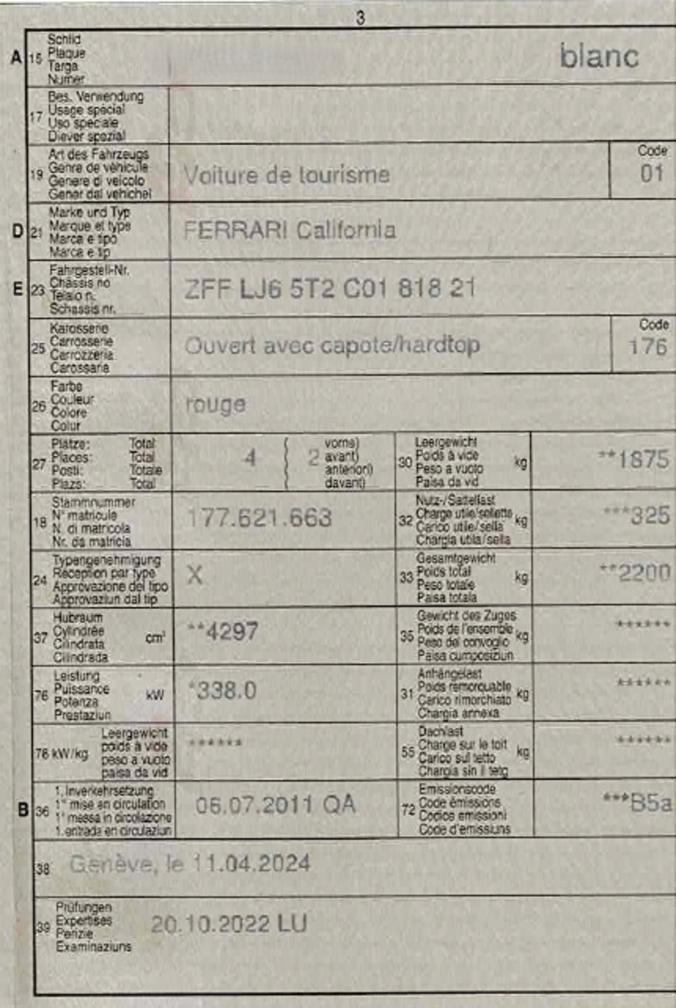 3
A 15 Schild
Plaque
Targa
Numer
blanc
17 Bes. Verwendung
Usage spécial
Uso speciale
Diever spezial
19 Art des Fahrzeugs
Genre de véhicule
Genere di veicolo
Gener dal vehichel
Voiture de tourisme
Code
01
D 21 Marke und Typ
Marque et type
Marca e tipo
Marca e tip
FERRARI California
E 23 Fahrgestell-Nr.
Châssis no
Telaio n.
Schassis nr.
ZFF LJ6 5T2 C01 818 21
25 Karosserie
Carrosserie
Carrozzeria
Carossaria
Ouvert avec capote/hardtop
Code
176
26 Farbe
Couleur
Colore
Colur
rouge
27 Plätze: Total
Places: Total
Posti: Totale
Plazs: Total
4
2
vorne)
avant)
anteriori)
davant)
30 Leergewicht
Poids à vide
Peso a vuoto
Paisa da vid
kg
**1875
18 Stammnummer
N° matricule
N. di matricola
Nr. da matricla
177.621.663
32 Nutz-/Sattellast
Charge utile/sellette
Carico utile/sella
Chargia utila/sella
kg
***325
24 Typengenehmigung
Réception par type
Approvazione del tipo
Approvaziun dal tip
X
33 Gesamtgewicht
Poids total
Peso totale
Paisa totala
kg
**2200
37 Hubraum
Cylindrée
Cilindrata
Cilindrada
cm³
**4297
35 Gewicht des Zuges
Poids de l'ensemble
Peso del convoglio
Paisa cumposiziun
kg
******
76 Leistung
Puissance
Potenza
Prestaziun
kW
*338.0
31 Anhängelast
Poids remorquable
Carico rimorchiato
Chargia annexa
kg
******
78 kW/kg
Leergewicht
poids à vide
peso a vuoto
paisa da vid
******
55 Dachlast
Charge sur le toit
Carico sul tetto
Chargia sin il tetg
kg
******
B 36 1. Inverkehrsetzung
1re mise en circulation
1a messa in circolazione
1. entrada en circulaziun
06.07.2011 QA
72 Emissionscode
Code émissions
Codice emissioni
Code d'emissiuns
***B5a
38 Genève, le 11.04.2024
39 Prüfungen
Expertises
Perizie
Examinaziuns
20.10.2022 LU